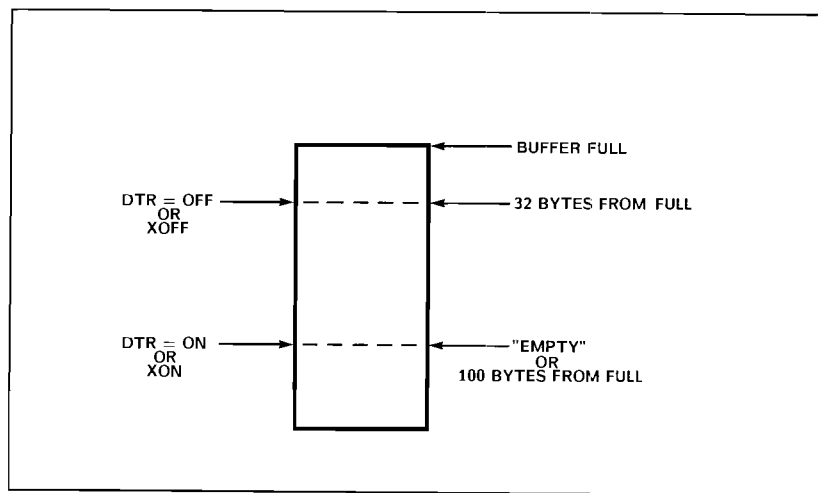 BUFFER FULL
DTR = OFF
OR
XOFF
32 BYTES FROM FULL
DTR = ON
OR
XON
"EMPTY"
OR
100 BYTES FROM FULL